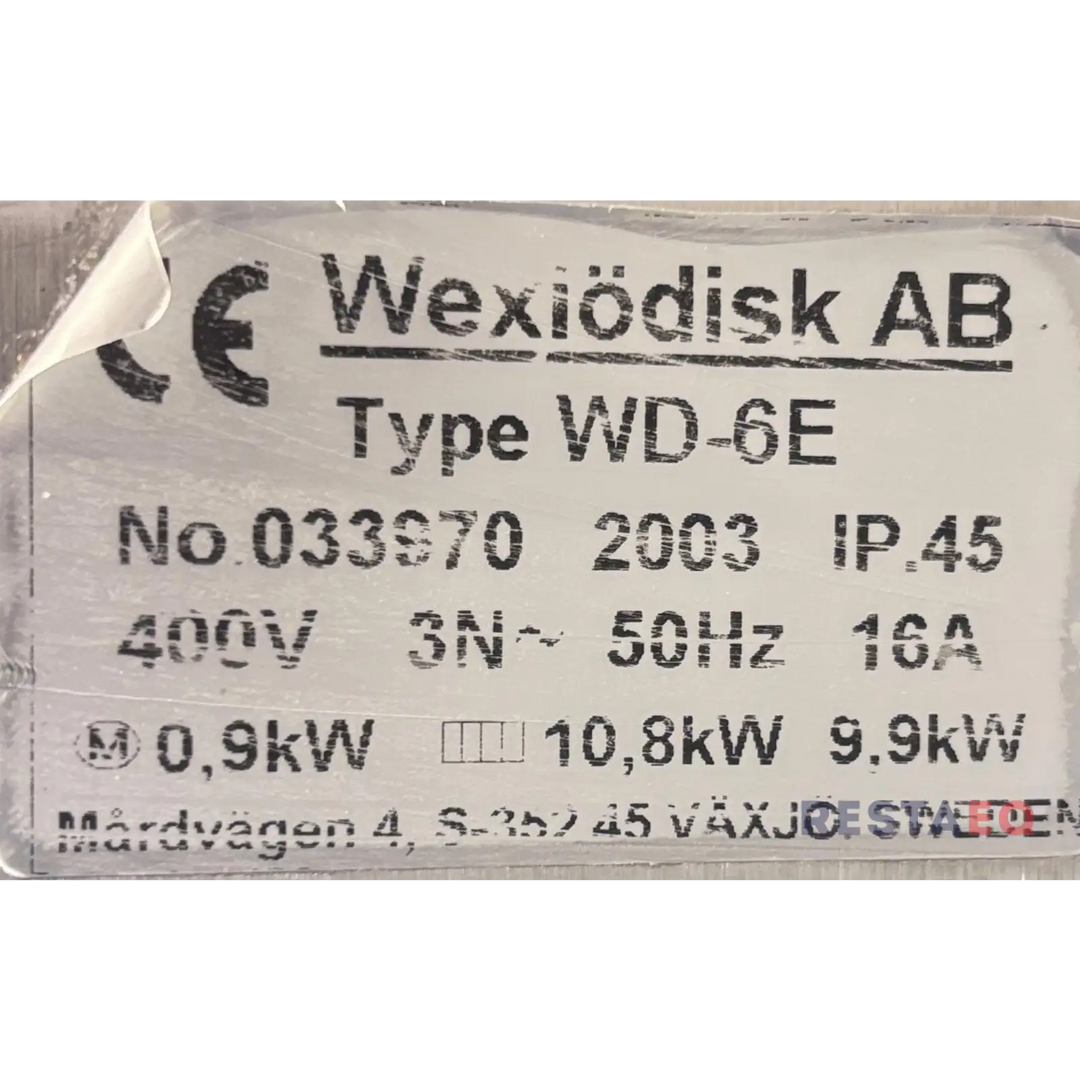 CE Wexiödisk AB
Type WD-6E
No.033970 2003 IP.45
400V 3N~ 50Hz 16A
M 0,9kW 10,8kW 9.9kW
Mårdvägen 4, S-352 45 VÄXJÖ SWEDEN
RESTAEQ